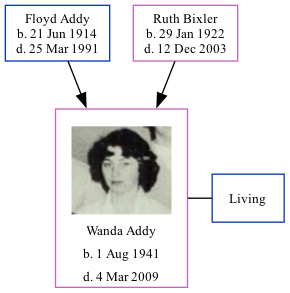 Floyd Addy
b. 21 Jun 1914
d. 25 Mar 1991
Ruth Bixler
b. 29 Jan 1922
d. 12 Dec 2003
Wanda Addy
b. 1 Aug 1941
d. 4 Mar 2009
Living